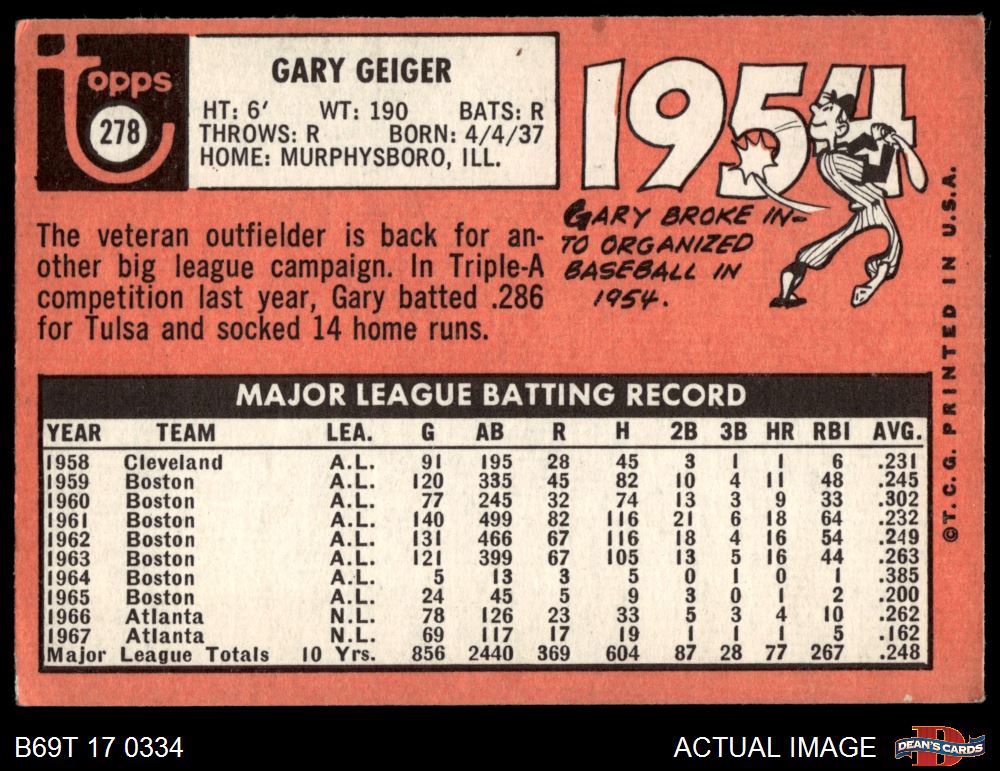 topps
278
GARY GEIGER
HT: 6' WT: 190 BATS: R
THROWS: R BORN: 4/4/37
HOME: MURPHYSBORO, ILL.
1954
GARY BROKE IN-
TO ORGANIZED
BASEBALL IN
1954.
The veteran outfielder is back for an-
other big league campaign. In Triple-A
competition last year, Gary batted .286
for Tulsa and socked 14 home runs.
MAJOR LEAGUE BATTING RECORD
YEAR TEAM LEA. G AB R H 2B 3B HR RBI AVG.
1958 Cleveland A.L. 91 195 28 45 3 1 1 6 .231
1959 Boston A.L. 120 335 45 82 10 4 11 48 .245
1960 Boston A.L. 77 245 32 74 13 3 9 33 .302
1961 Boston A.L. 140 499 82 116 21 6 18 64 .232
1962 Boston A.L. 131 466 67 116 18 4 16 54 .249
1963 Boston A.L. 121 399 67 105 13 5 16 44 .263
1964 Boston A.L. 5 13 3 5 0 1 0 1 .385
1965 Boston A.L. 24 45 5 9 3 0 1 2 .200
1966 Atlanta N.L. 78 126 23 33 5 3 4 10 .262
1967 Atlanta N.L. 69 117 17 19 1 1 1 5 .162
Major League Totals 10 Yrs. 856 2440 369 604 87 28 77 267 .248
©T. C. G. PRINTED IN U.S.A.
B69T 17 0334
ACTUAL IMAGE
D
DEAN'S CARDS